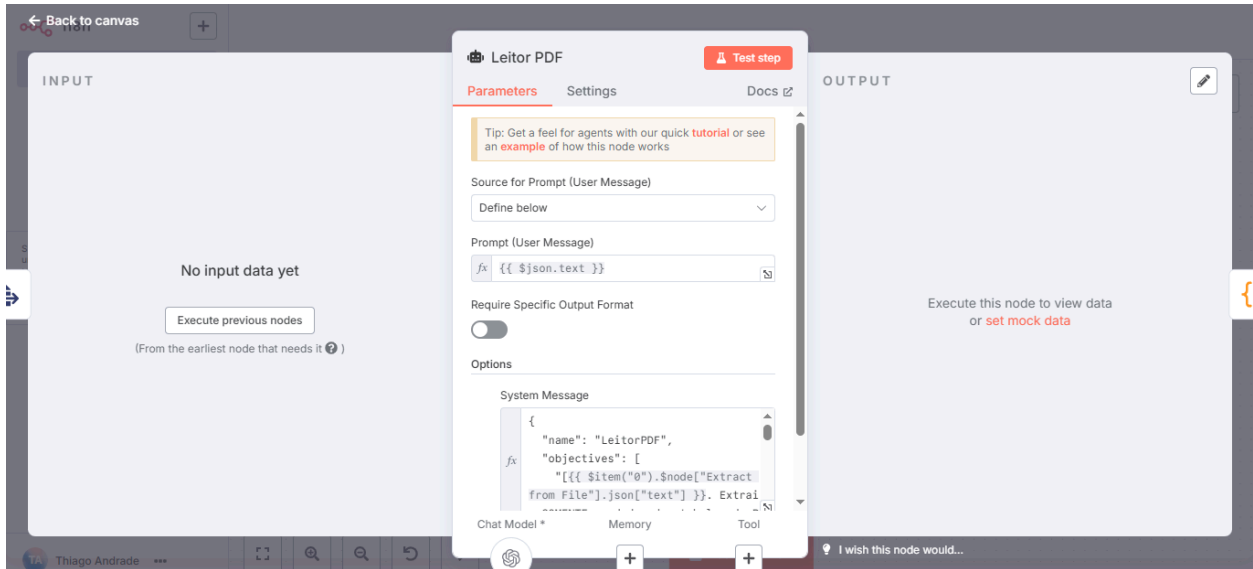 ← Back to canvas
n8n
INPUT
No input data yet
Execute previous nodes
(From the earliest node that needs it ? )
Leitor PDF
Test step
Parameters
Settings
Docs
Tip: Get a feel for agents with our quick tutorial or see
an example of how this node works
Source for Prompt (User Message)
Define below
Prompt (User Message)
fx {{ $json.text }}
Require Specific Output Format
Options
System Message
fx
{
"name": "LeitorPDF",
"objectives": [
"[{{ $item("0").$node["Extract
from File"].json["text"] }}. Extrai
Chat Model *
Memory
Tool
OUTPUT
Execute this node to view data
or set mock data
I wish this node would...
TA
Thiago Andrade